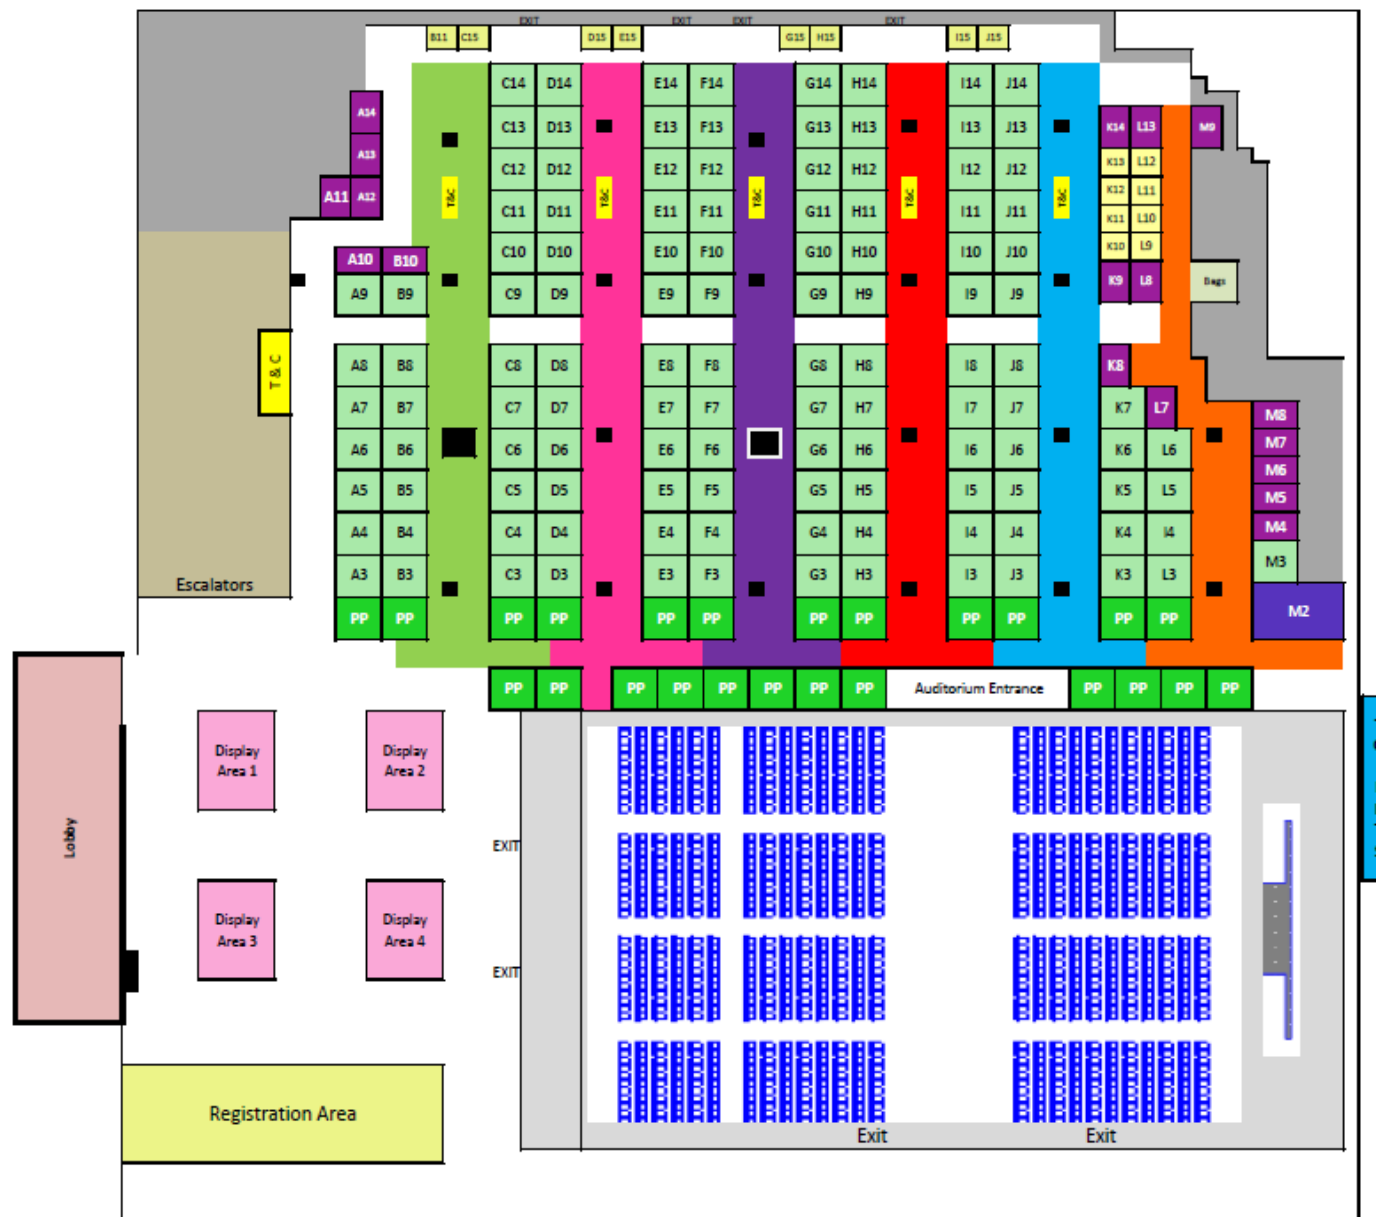 EXIT EXIT EXIT EXIT
B11 C15 D15 E15 G15 H15 I15 J15
C14 D14 E14 F14 G14 H14 I14 J14
A14 C13 D13 E13 F13 G13 H13 I13 J13 K14 L13 M9
A13 C12 D12 E12 F12 G12 H12 I12 J12 K13 L12
T&C T&C T&C T&C T&C
A11 A12 C11 D11 E11 F11 G11 H11 I11 J11 K12 L11
K11 L10
A10 B10 C10 D10 E10 F10 G10 H10 I10 J10 K10 L9
A9 B9 C9 D9 E9 F9 G9 H9 I9 J9 K9 L8 Bags
T & C
A8 B8 C8 D8 E8 F8 G8 H8 I8 J8 K8
A7 B7 C7 D7 E7 F7 G7 H7 I7 J7 K7 L7 M8
M7
A6 B6 C6 D6 E6 F6 G6 H6 I6 J6 K6 L6 M6
A5 B5 C5 D5 E5 F5 G5 H5 I5 J5 K5 L5 M5
A4 B4 C4 D4 E4 F4 G4 H4 I4 J4 K4 I4 M4
A3 B3 C3 D3 E3 F3 G3 H3 I3 J3 K3 L3 M3
Escalators
PP PP PP PP PP PP PP PP PP PP PP PP M2
PP PP PP PP PP PP PP PP Auditorium Entrance PP PP PP PP
Display
Area 1
Display
Area 2
Lobby
EXIT
Display
Area 3
Display
Area 4
EXIT
Registration Area
Exit Exit